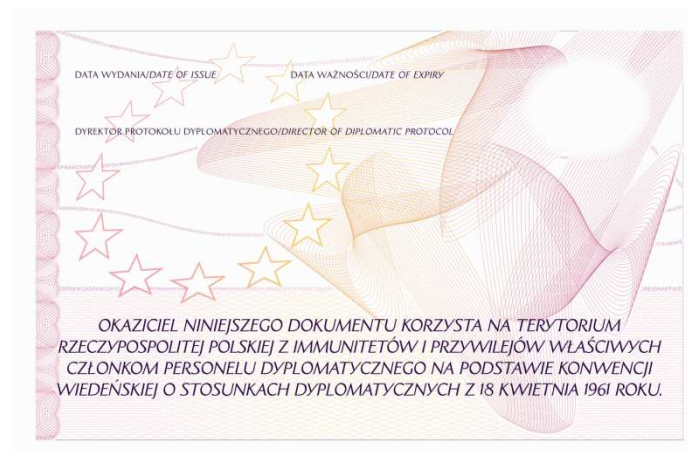 DATA WYDANIA/DATE OF ISSUE DATA WAŻNOŚCI/DATE OF EXPIRY
DYREKTOR PROTOKOŁU DYPLOMATYCZNEGO/DIRECTOR OF DIPLOMATIC PROTOCOL
OKAZICIEL NINIEJSZEGO DOKUMENTU KORZYSTA NA TERYTORIUM
RZECZYPOSPOLITEJ POLSKIEJ Z IMMUNITETÓW I PRZYWILEJÓW WŁAŚCIWYCH
CZŁONKOM PERSONELU DYPLOMATYCZNEGO NA PODSTAWIE KONWENCJI
WIEDEŃSKIEJ O STOSUNKACH DYPLOMATYCZNYCH Z 18 KWIETNIA 1961 ROKU.